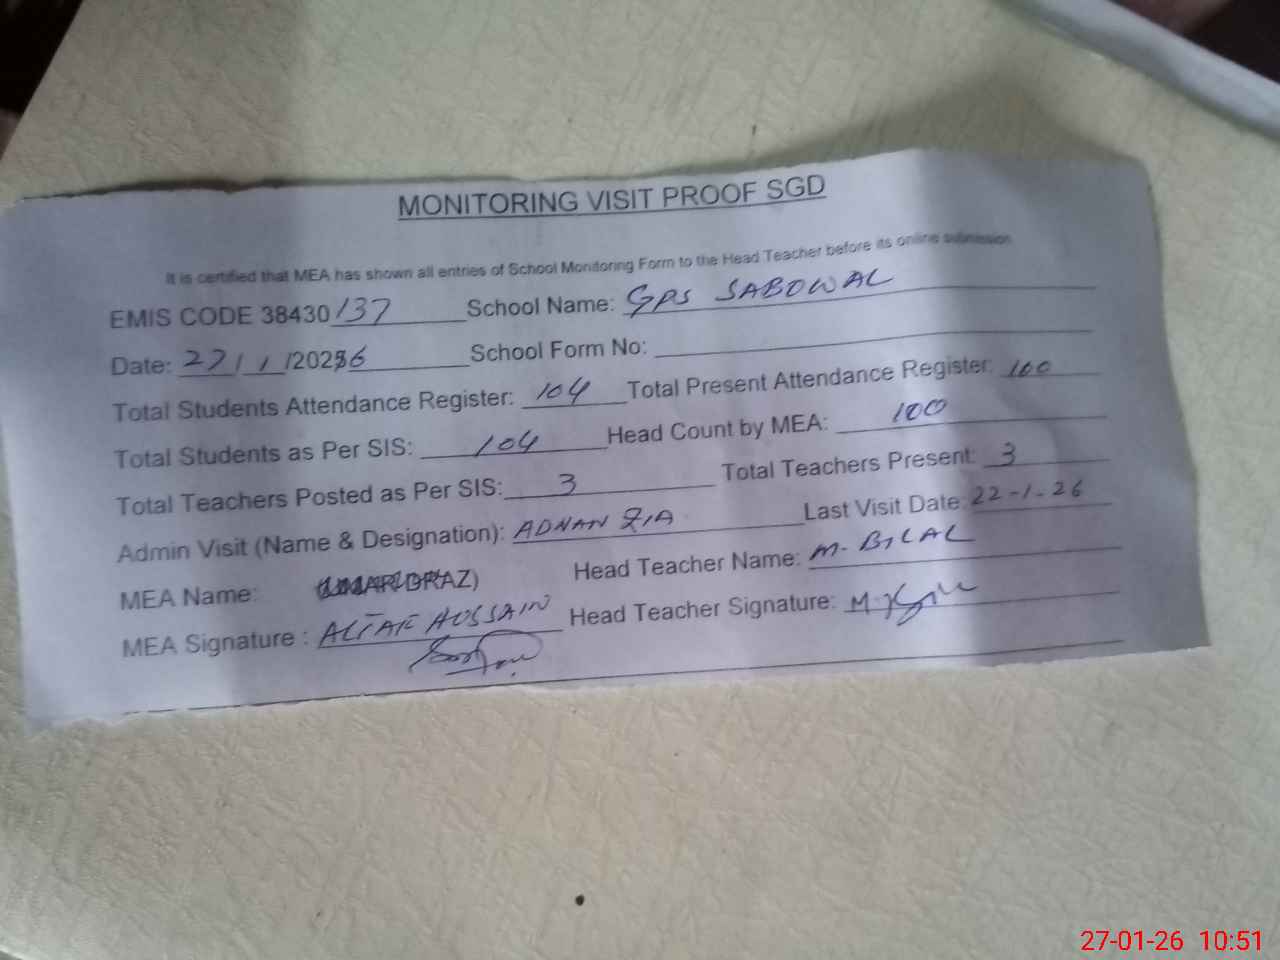 MONITORING VISIT PROOF SGD
It is certified that MEA has shown all entries of School Monitoring Form to the Head Teacher before its online submission
EMIS CODE 38430137 School Name: GPS SABOWAL
Date: 27/1/2026 School Form No:
Total Students Attendance Register: 104 Total Present Attendance Register: 100
Total Students as Per SIS: 104 Head Count by MEA: 100
Total Teachers Posted as Per SIS: 3 Total Teachers Present: 3
Admin Visit (Name & Designation): ADNAN ZIA Last Visit Date: 22-1-26
MEA Name: Head Teacher Name: M. BILAL
MEA Signature : ALTAF HUSSAIN Head Teacher Signature:
27-01-26 10:51